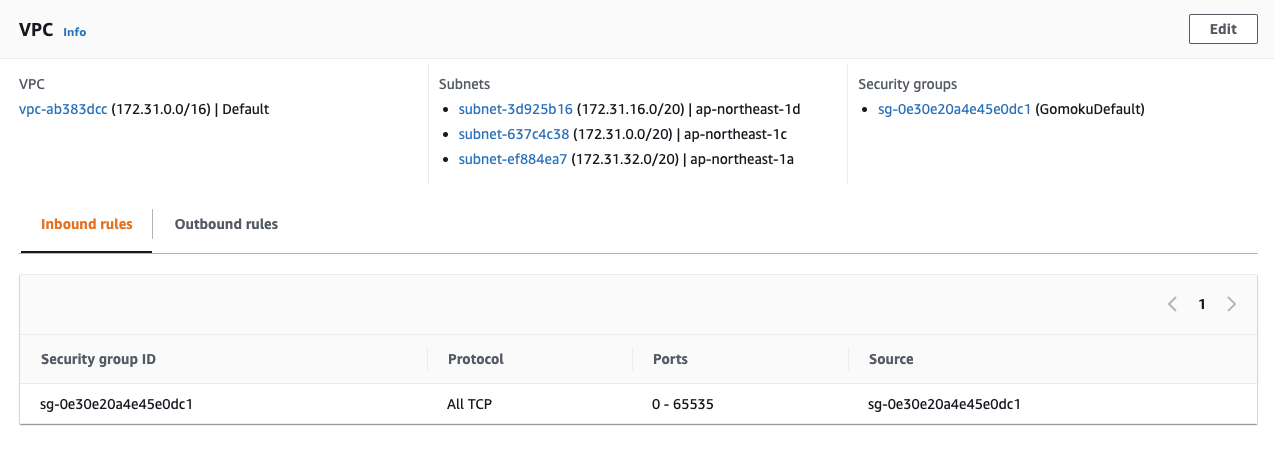 VPC Info
Edit
VPC
vpc-ab383dcc (172.31.0.0/16) | Default
Subnets
subnet-3d925b16 (172.31.16.0/20) | ap-northeast-1d
subnet-637c4c38 (172.31.0.0/20) | ap-northeast-1c
subnet-ef884ea7 (172.31.32.0/20) | ap-northeast-1a
Security groups
sg-0e30e20a4e45e0dc1 (GomokuDefault)
Inbound rules Outbound rules
1
Security group ID Protocol Ports Source
sg-0e30e20a4e45e0dc1 All TCP 0 - 65535 sg-0e30e20a4e45e0dc1